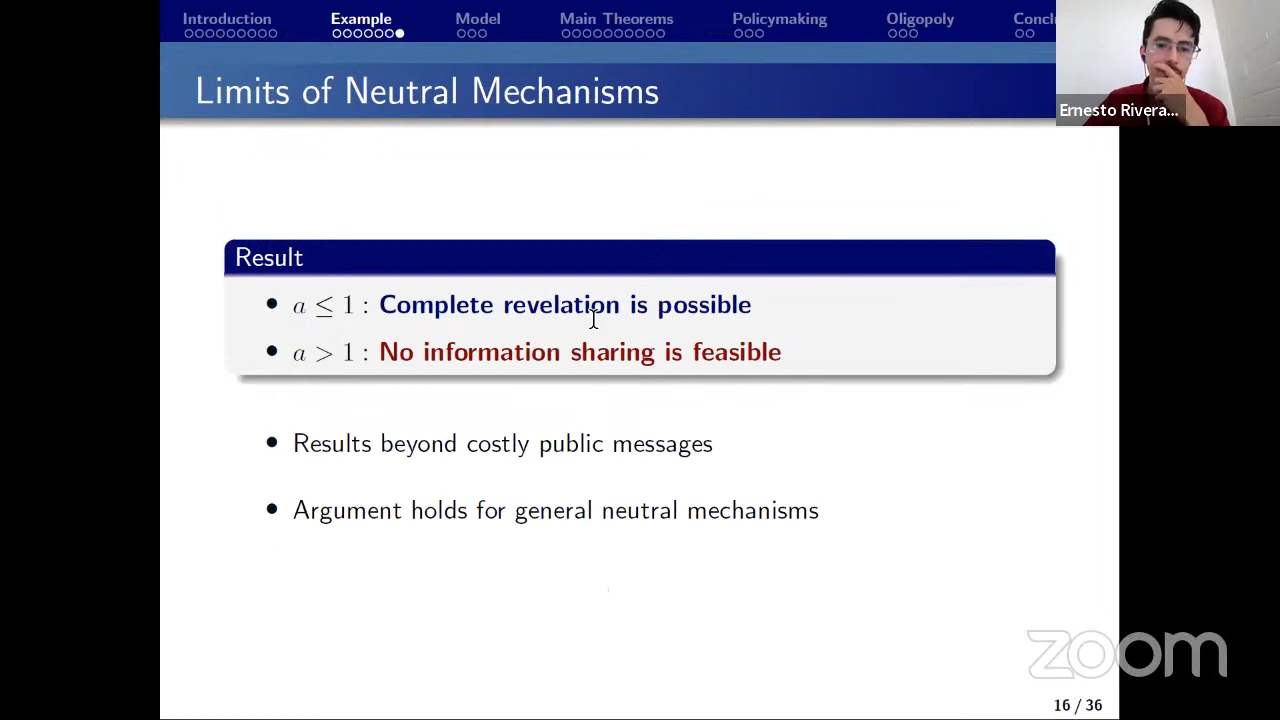 Introduction Example Model Main Theorems Policymaking Oligopoly Conclu
Limits of Neutral Mechanisms
Ernesto Rivera...
Result
• a ≤ 1 : Complete revelation is possible
• a > 1 : No information sharing is feasible
• Results beyond costly public messages
• Argument holds for general neutral mechanisms
zoom
16 / 36